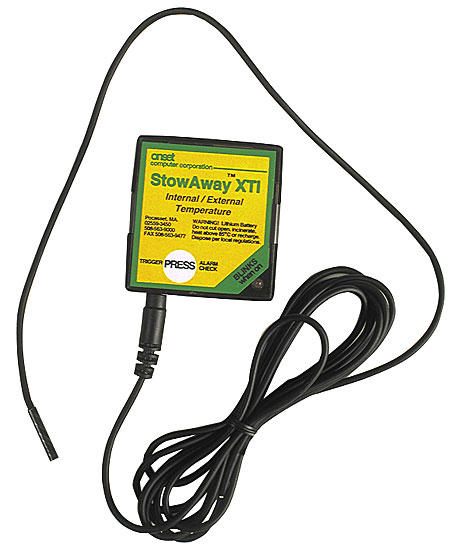 onset
computer corporation
StowAway XTI™
Internal / External
Temperature
Pocasset, MA.
02559-3450
508-563-9000
FAX 508-563-9477
WARNING! Lithium Battery
Do not cut open, incinerate,
heat above 85°C or recharge.
Dispose per local regulations.
TRIGGER PRESS ALARM
CHECK
BLINKS
when on